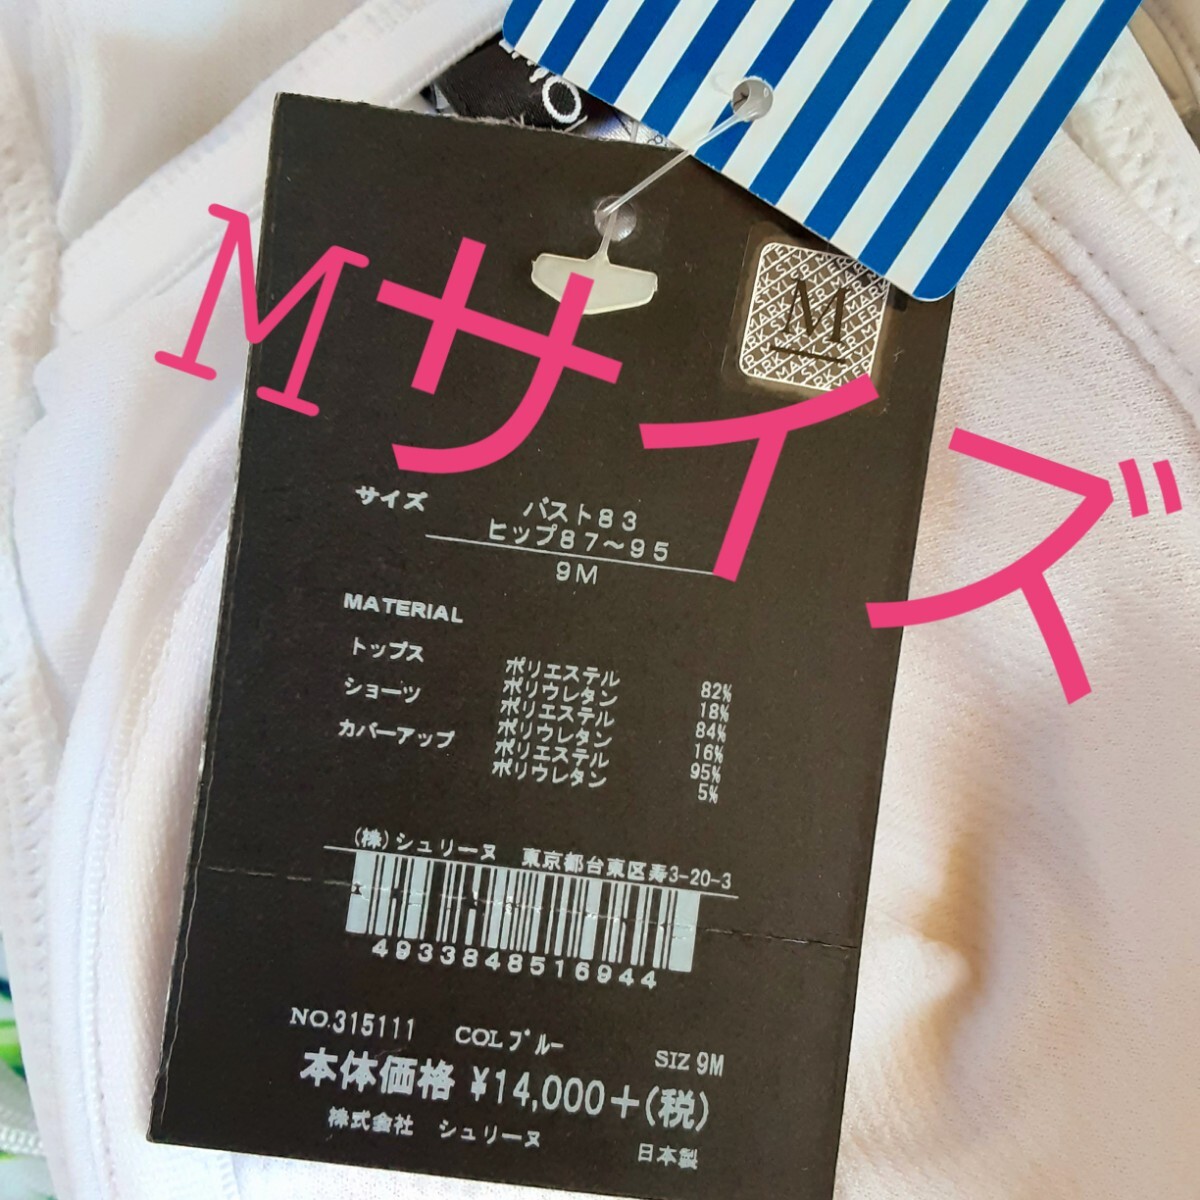 Mサイズ
M
サイズ バスト83
ヒップ87〜95
9M
MATERIAL
トップス ポリエステル 82%
ポリウレタン 18%
ショーツ ポリエステル 84%
ポリウレタン 16%
カバーアップ ポリエステル 95%
ポリウレタン 5%
(株)シュリーヌ 東京都台東区寿3-20-3
4933848516944
NO.315111 COLブルー SIZ 9M
本体価格 ¥14,000+(税)
株式会社 シュリーヌ 日本製